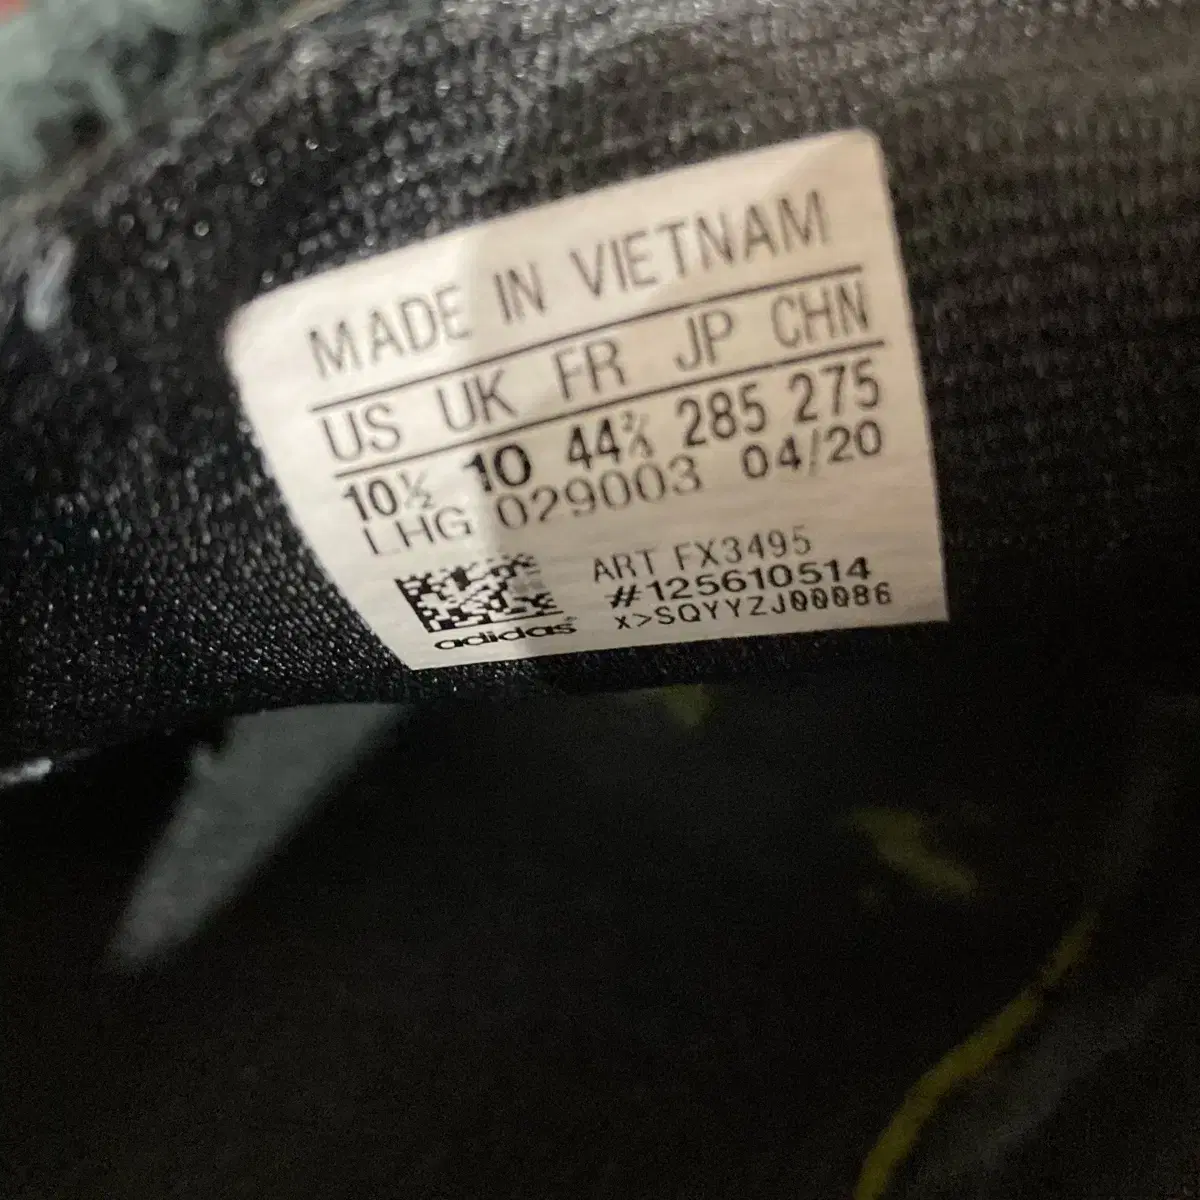 MADE IN VIETNAM
US UK FR JP CHN
10½ 10 44⅔ 285 275
LHG 029003 04/20
ART FX3495
#125610514
x>SQYYZJ00086
adidas